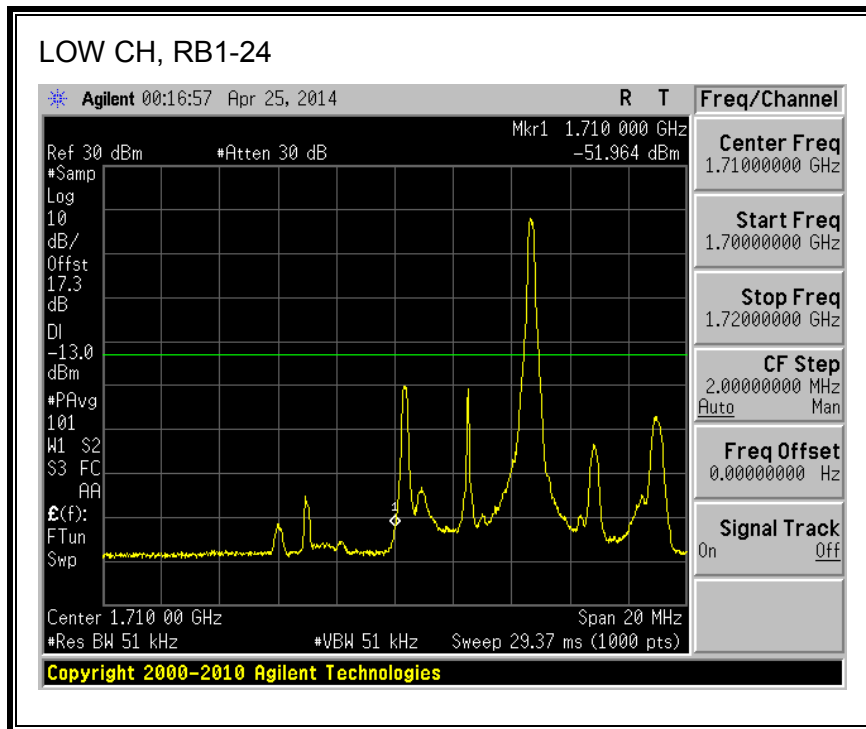 LOW CH, RB1-24
Agilent 00:16:57 Apr 25, 2014 R T
Mkr1 1.710 000 GHz
Ref 30 dBm #Atten 30 dB -51.964 dBm
#Samp
Log
10
dB/
Offst
17.3
dB
DI
-13.0
dBm
#PAvg
101
W1 S2
S3 FC
AA
£(f):
FTun
Swp
1
Center 1.710 00 GHz Span 20 MHz
#Res BW 51 kHz #VBW 51 kHz Sweep 29.37 ms (1000 pts)
Copyright 2000-2010 Agilent Technologies
Freq/Channel
Center Freq
1.71000000 GHz
Start Freq
1.70000000 GHz
Stop Freq
1.72000000 GHz
CF Step
2.00000000 MHz
Auto Man
Freq Offset
0.00000000 Hz
Signal Track
On Off